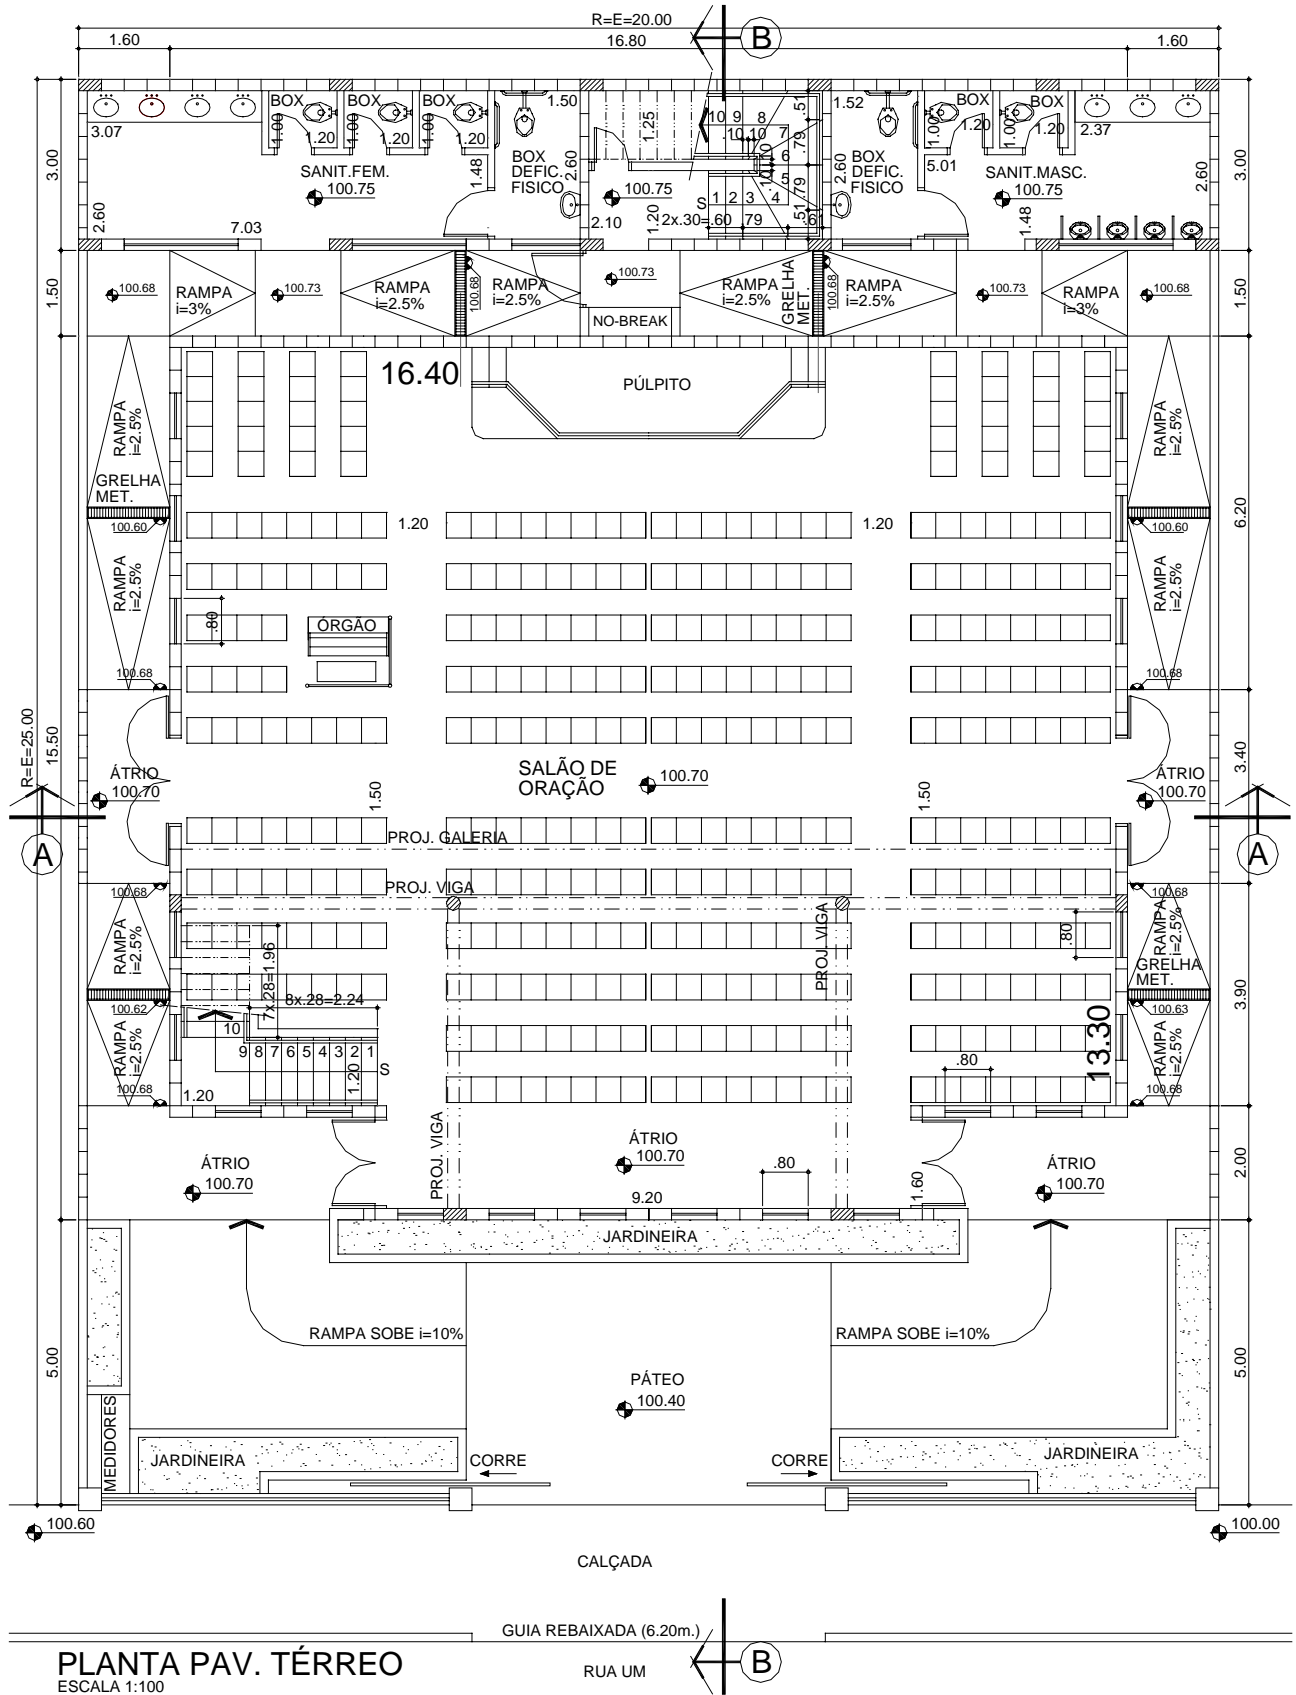 R=E=20.00
B
1.60
16.80
1.60
BOX
BOX
BOX
1.50
10 9 8
.51
1.52
BOX
BOX
3.07
1.00
1.20
1.00
1.20
1.00
1.20
1.25
.10 .10
7
.79
1.00
1.20
1.00
1.20
2.37
3.00
SANIT.FEM.
100.75
1.48
BOX
DEFIC.
FISICO
2.60
100.75
.10
.10
6
5
2.60
BOX
DEFIC.
FISICO
5.01
SANIT.MASC.
100.75
2.60
3.00
2.60
7.03
2.10
1.20
S
1 2 3 4
2x.30=.60
.79
.79
.51
.61
1.48
1.50
100.68
RAMPA
i=3%
100.73
RAMPA
i=2.5%
100.68
RAMPA
i=2.5%
100.73
NO-BREAK
RAMPA
i=2.5%
GRELHA
MET.
100.68
RAMPA
i=2.5%
100.73
RAMPA
i=3%
100.68
1.50
16.40
PÚLPITO
RAMPA
i=2.5%
RAMPA
i=2.5%
GRELHA
MET.
100.60
1.20
1.20
100.60
6.20
RAMPA
i=2.5%
.80
ÓRGÃO
RAMPA
i=2.5%
100.68
100.68
R=E=25.00
15.50
ÁTRIO
100.70
SALÃO DE
ORAÇÃO
100.70
ÁTRIO
100.70
3.40
1.50
1.50
A
PROJ. GALERIA
A
100.68
PROJ. VIGA
100.68
RAMPA
i=2.5%
7x.28=1.96
PROJ. VIGA
.80
RAMPA
i=2.5%
GRELHA
MET.
100.62
8x.28=2.24
100.63
3.90
RAMPA
i=2.5%
10
9 8 7 6 5 4 3 2 1
S
13.30
RAMPA
i=2.5%
100.68
1.20
1.20
.80
100.68
PROJ. VIGA
ÁTRIO
100.70
ÁTRIO
100.70
.80
ÁTRIO
100.70
2.00
9.20
1.60
JARDINEIRA
RAMPA SOBE i=10%
RAMPA SOBE i=10%
5.00
PÁTEO
100.40
5.00
MEDIDORES
JARDINEIRA
CORRE
CORRE
JARDINEIRA
100.60
100.00
CALÇADA
GUIA REBAIXADA (6.20m.)
PLANTA PAV. TÉRREO
ESCALA 1:100
RUA UM
B